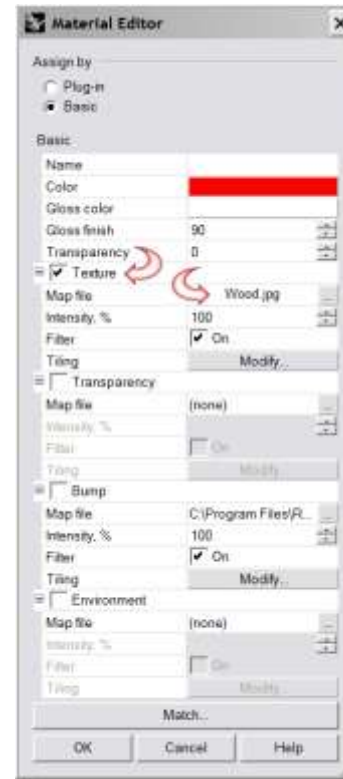 Material Editor
Assign by
Plug-in
Basic
Basic
Name
Color
Gloss color
Gloss finish 90
Transparency 0
Texture
Map file Wood.jpg ...
Intensity, % 100
Filter On
Tiling Modify...
Transparency
Map file (none) ...
Intensity, %
Filter On
Tiling Modify...
Bump
Map file C:\Program Files\R... ...
Intensity, % 100
Filter On
Tiling Modify...
Environment
Map file (none) ...
Intensity, %
Filter On
Tiling Modify...
Match...
OK Cancel Help